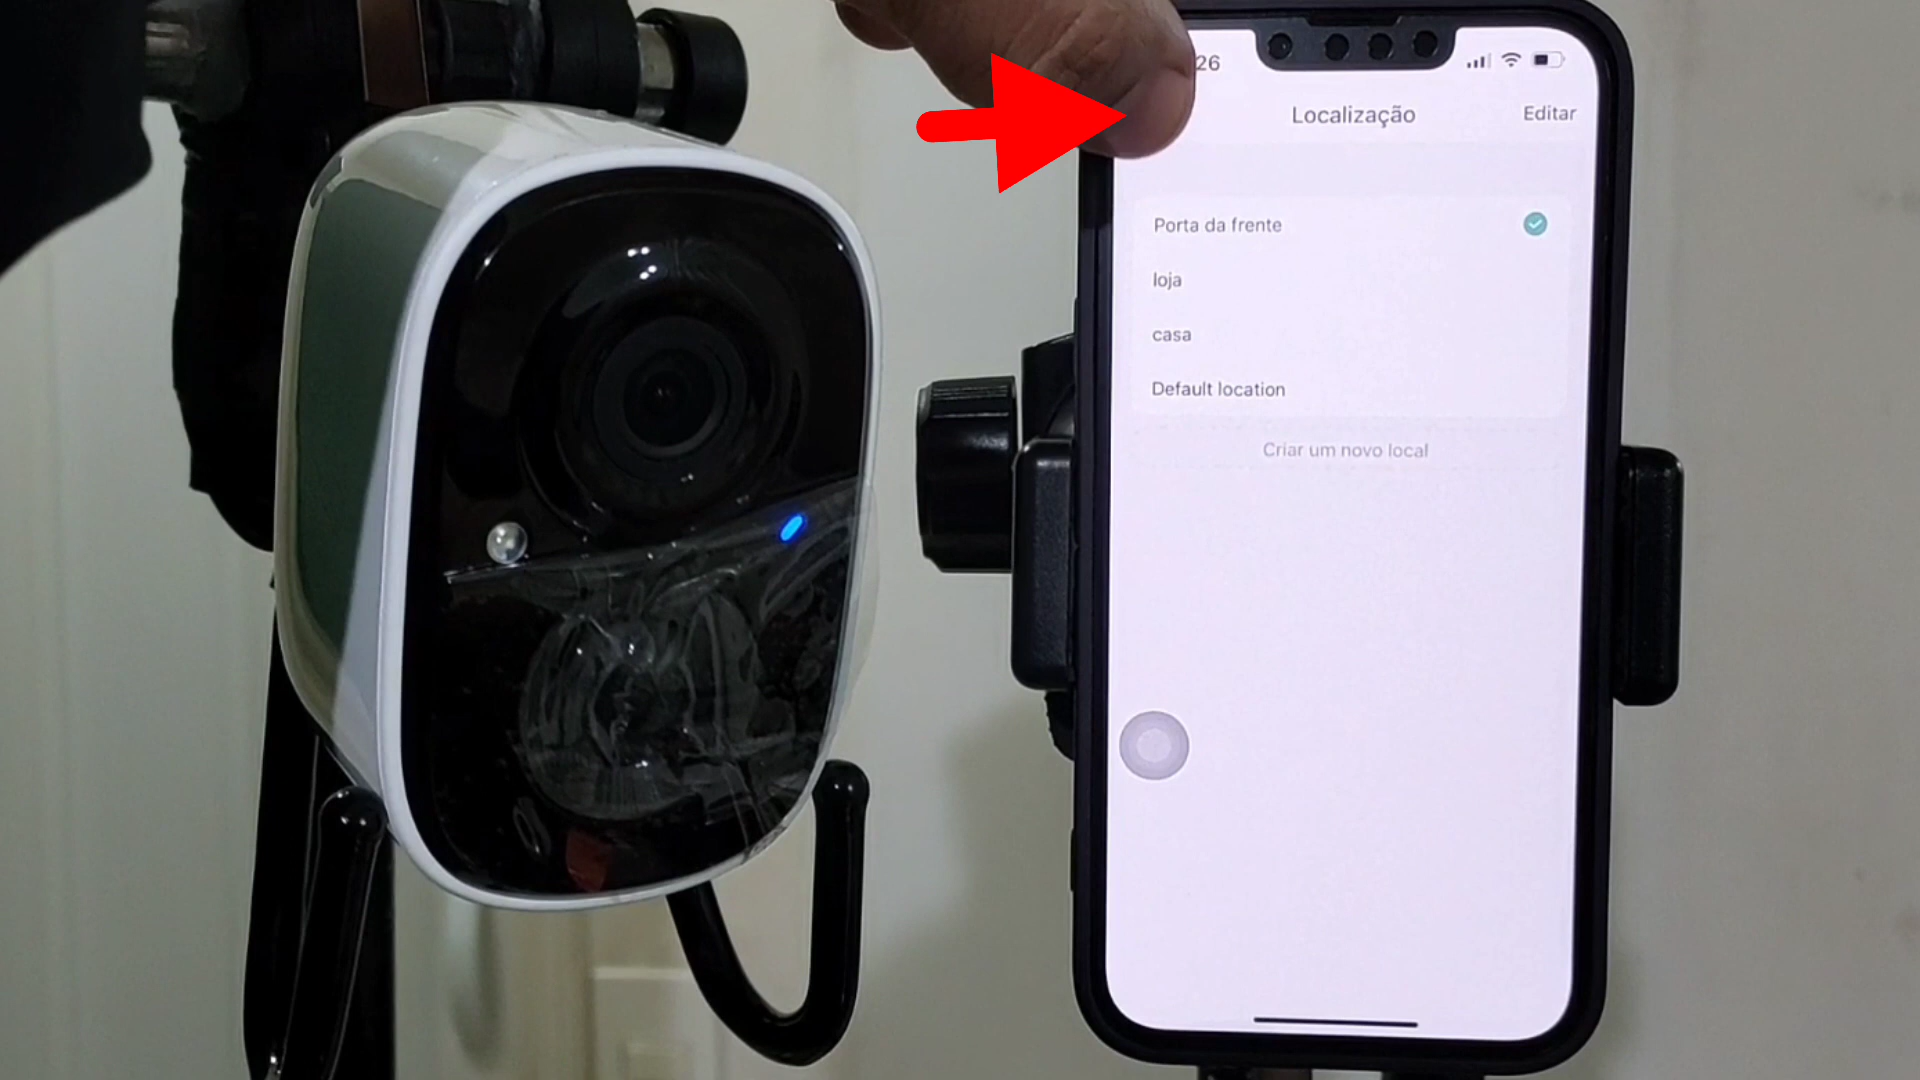 26
Localização
Editar
Porta da frente
loja
casa
Default location
Criar um novo local